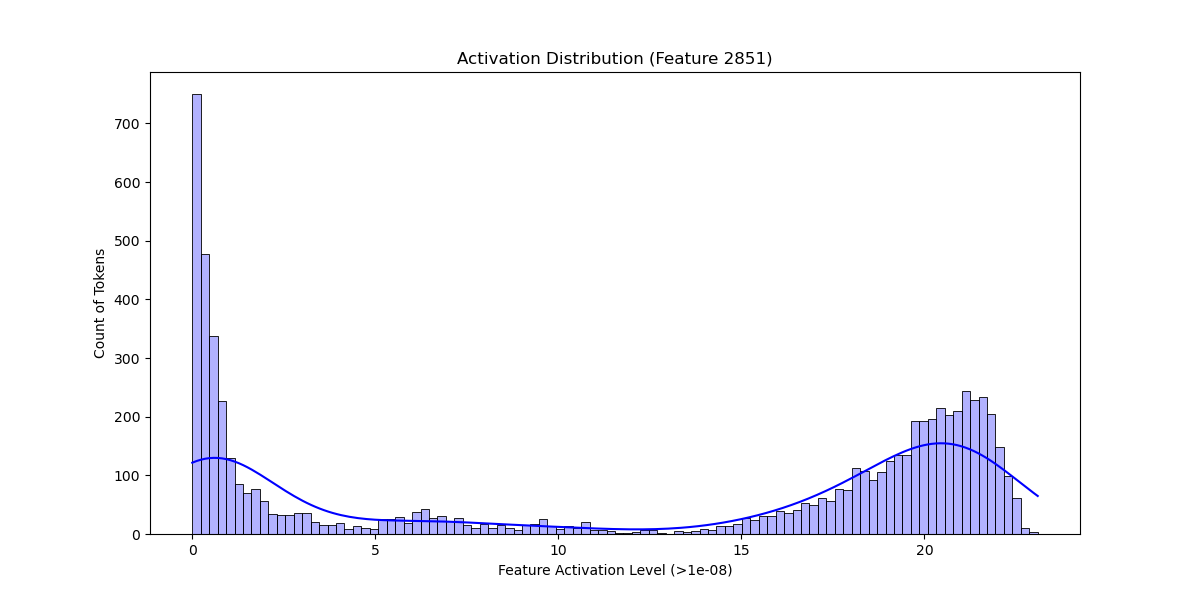 Activation Distribution (Feature 2851)
700
600
500
400
300
200
100
0
Count of Tokens
0 5 10 15 20
Feature Activation Level (>1e-08)